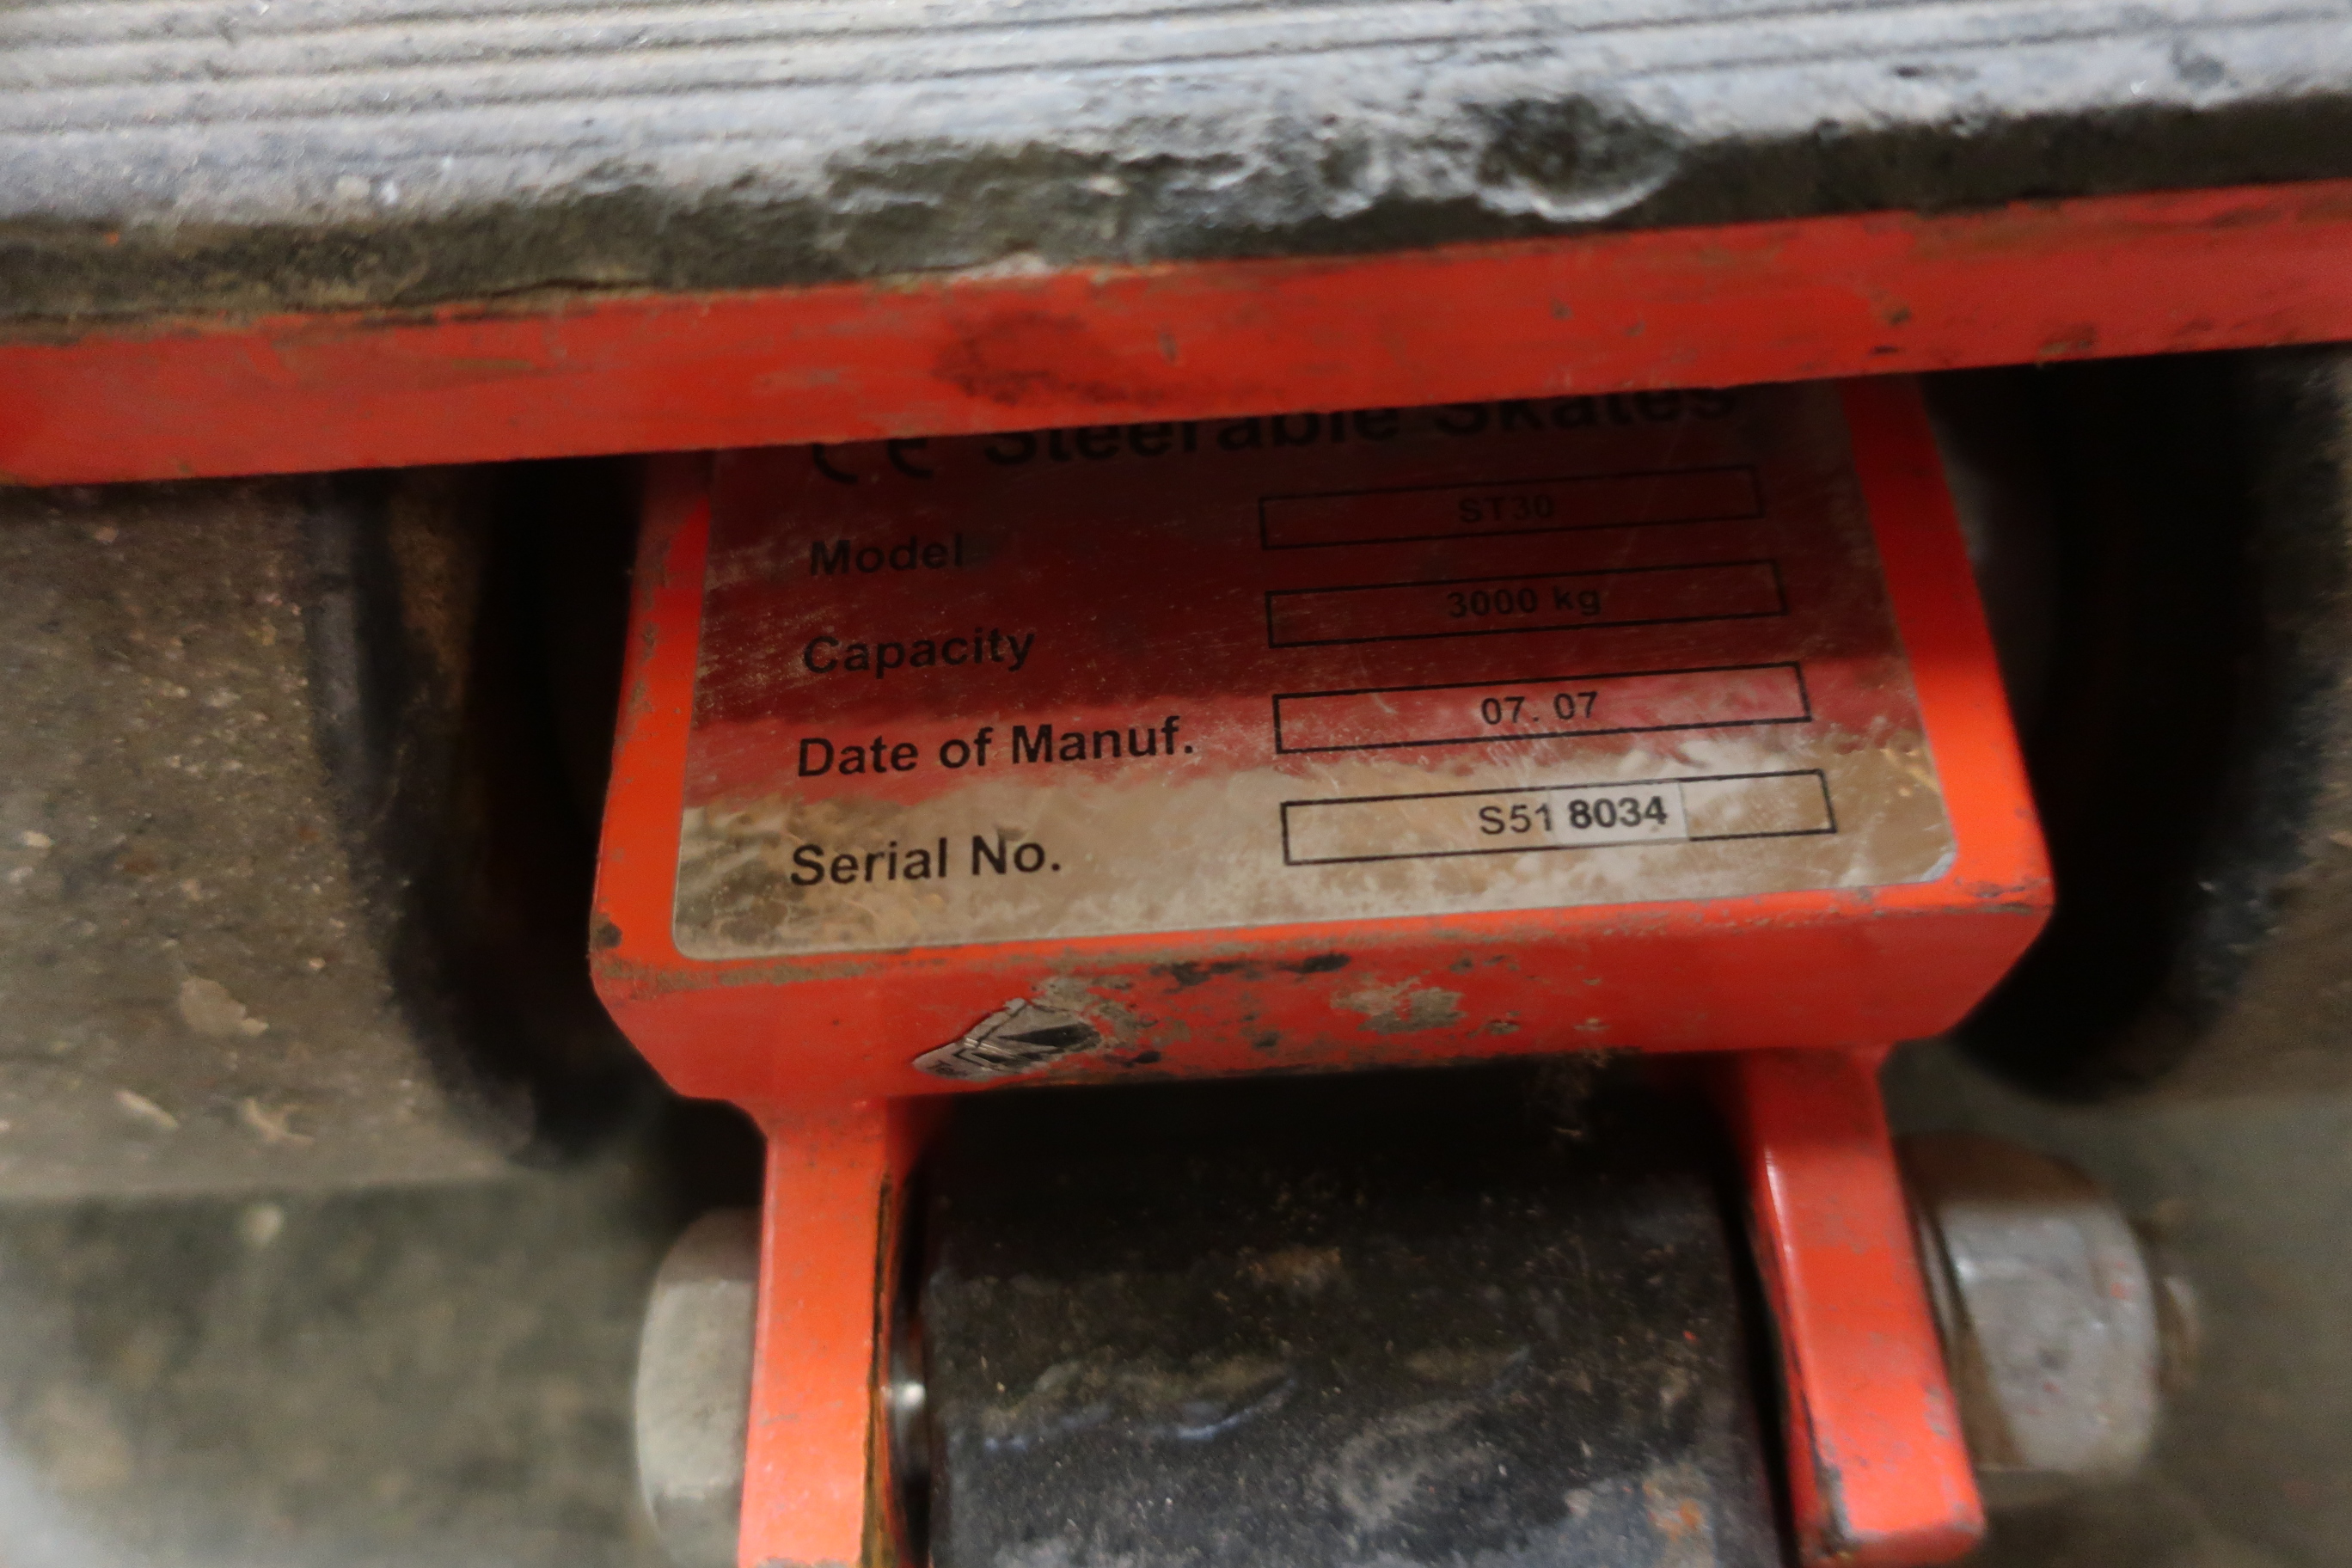 CE Steerable Skates
Model ST30
Capacity 3000 kg
Date of Manuf. 07. 07
Serial No. S51 8034